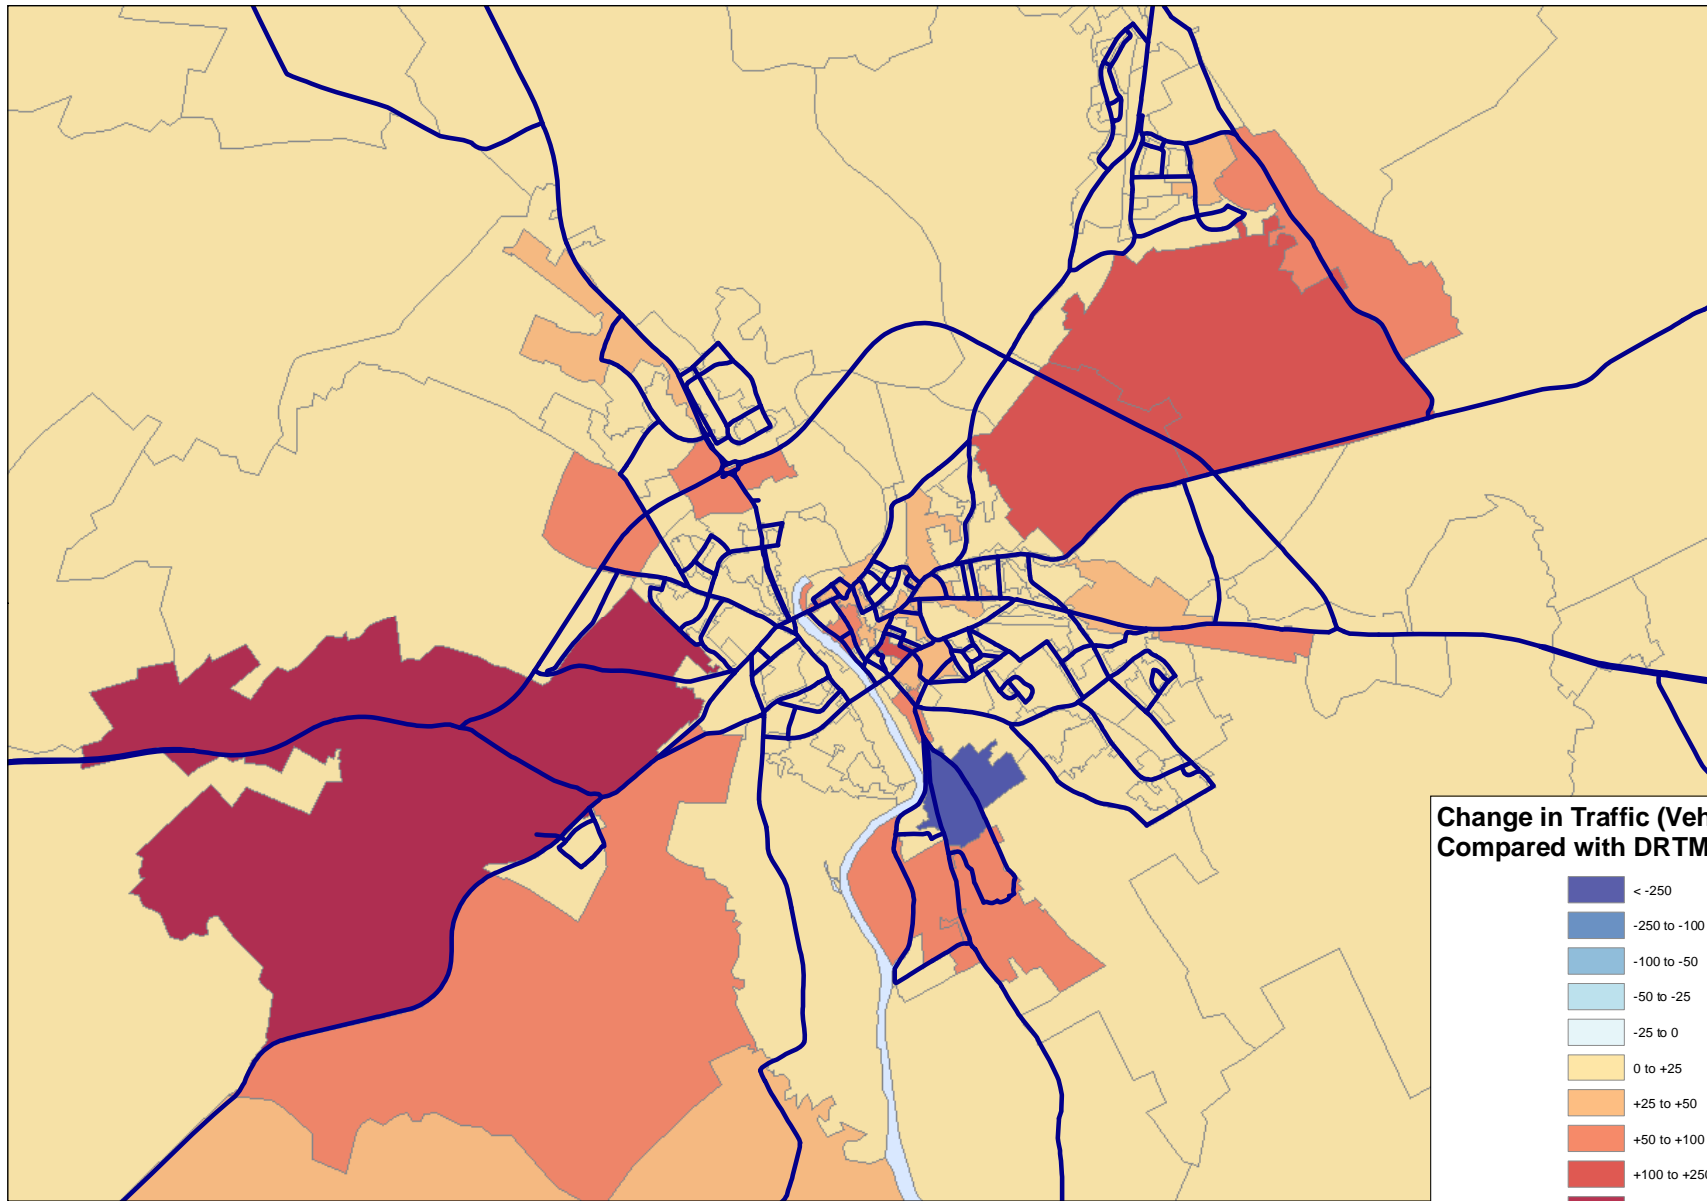 Change in Traffic (Veh
Compared with DRTM
< -250
-250 to -100
-100 to -50
-50 to -25
-25 to 0
0 to +25
+25 to +50
+50 to +100
+100 to +250